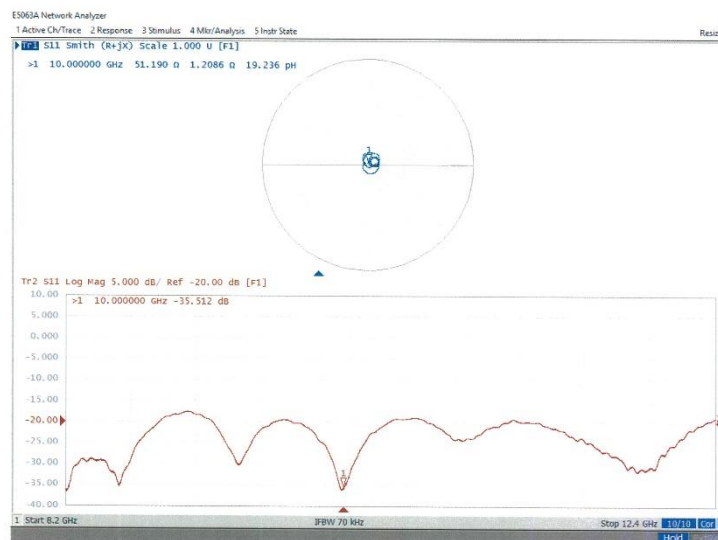 E5063A Network Analyzer
1 Active Ch/Trace 2 Response 3 Stimulus 4 Mkr/Analysis 5 Instr State
Resiz
Tr1 S11 Smith (R+jX) Scale 1.000 U [F1]
>1 10.000000 GHz 51.190 Ω 1.2086 Ω 19.236 pH
1
Tr2 S11 Log Mag 5.000 dB/ Ref -20.00 dB [F1]
10.00
>1 10.000000 GHz -35.512 dB
5.000
0.000
-5.000
-10.00
-15.00
-20.00
-25.00
-30.00
1
-35.00
-40.00
1 Start 8.2 GHz IFBW 70 kHz Stop 12.4 GHz 10/10 Cor
Hold